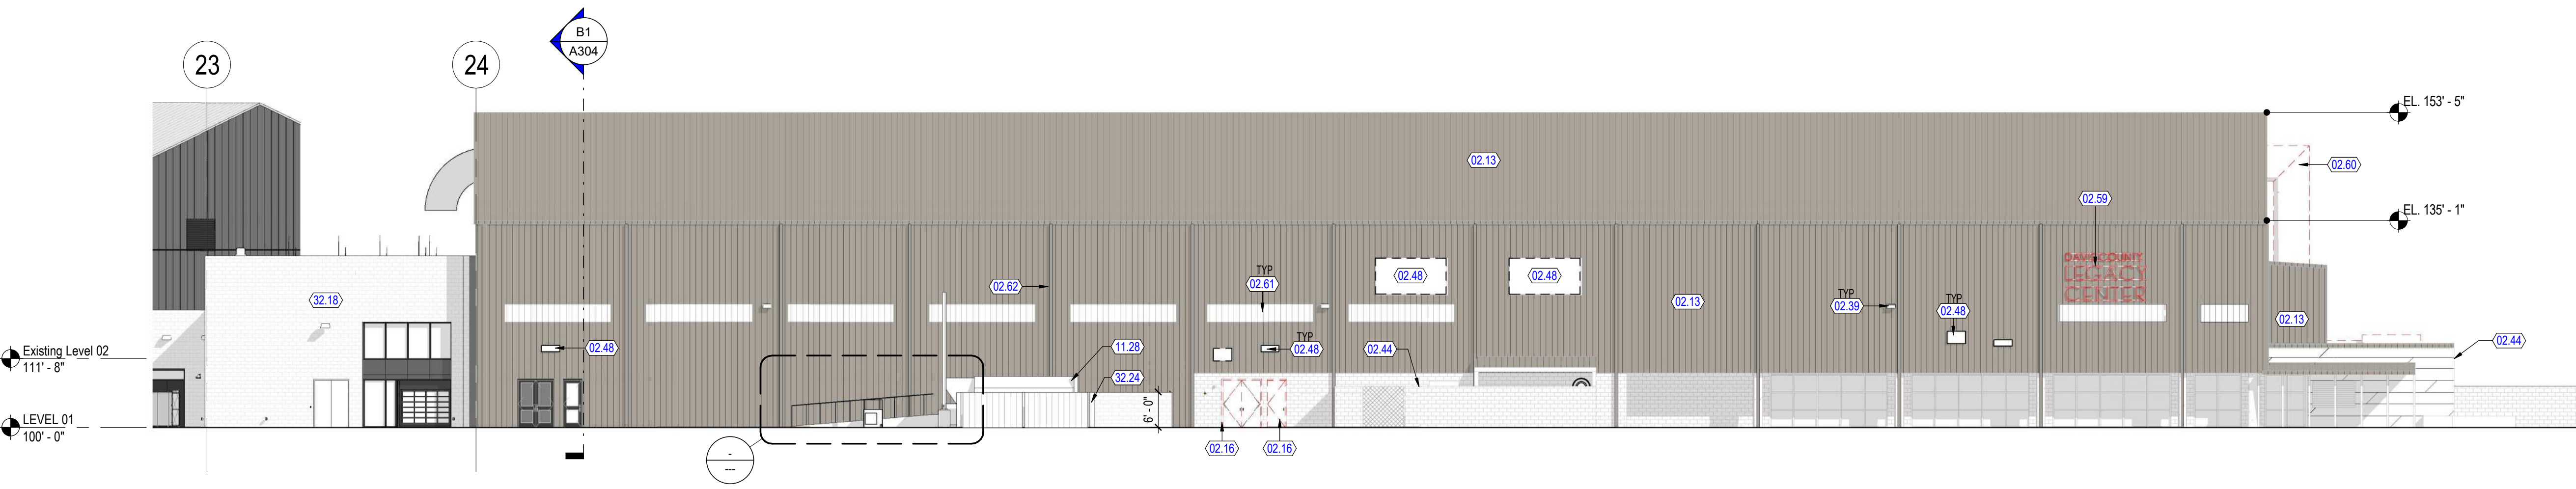 B1
A304
23
24
EL. 153' - 5"
02.13
02.60
02.59
EL. 135' - 1"
DAVIS COUNTY
LEGACY
CENTER
TYP
02.48
02.48
02.61
02.62
32.18
02.13
TYP
02.39
TYP
02.48
02.13
TYP
02.48
02.48
02.44
02.44
11.28
Existing Level 02
111' - 8"
32.24
6' - 0"
LEVEL 01
100' - 0"
02.16
02.16
-
---